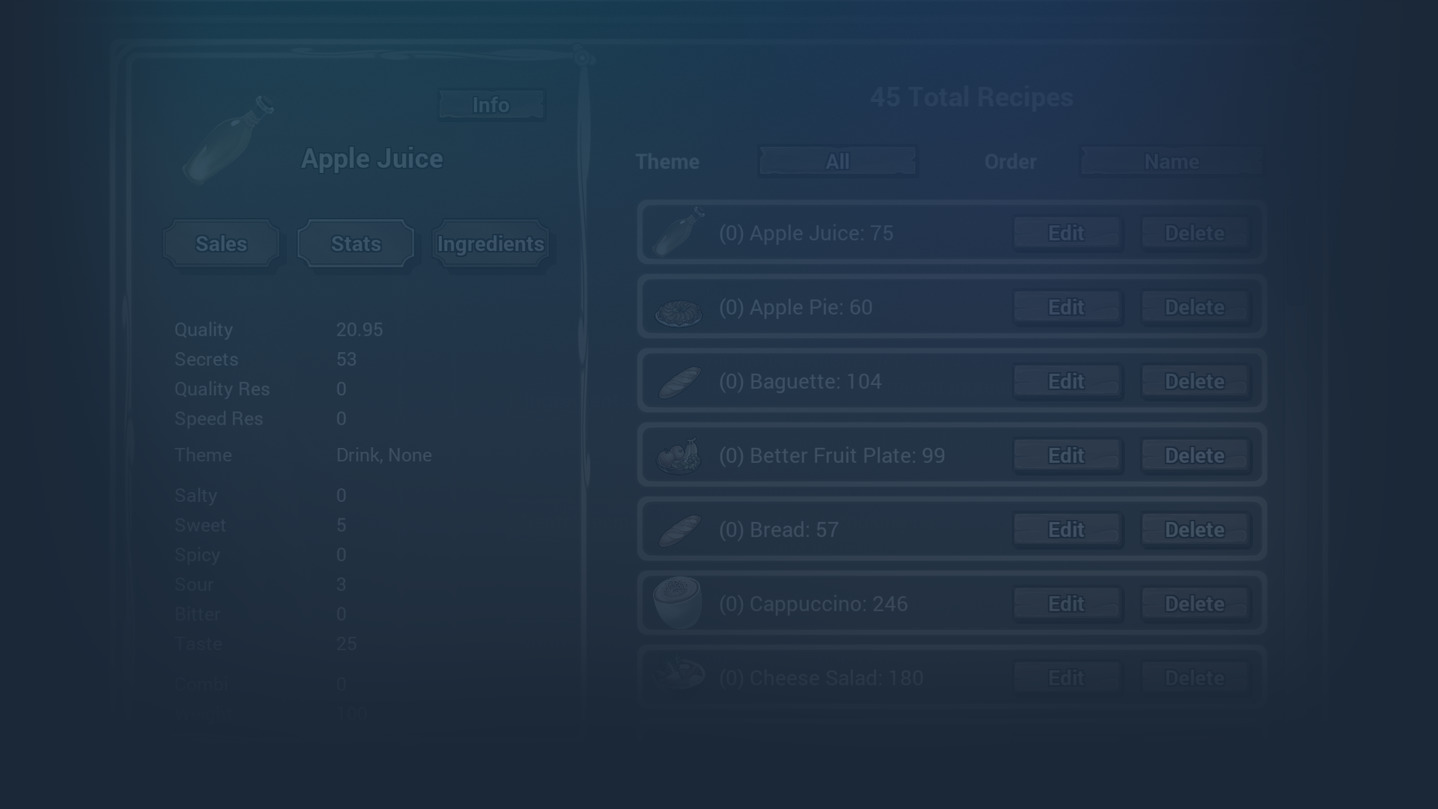 Info
Apple Juice
Sales Stats Ingredients
Quality 20.95
Secrets 53
Quality Res 0
Speed Res 0
Theme Drink, None
Salty 0
Sweet 5
Spicy 0
Sour 3
Bitter 0
Taste 25
Combi 0
100
45 Total Recipes
Theme All Order Name
(0) Apple Juice: 75 Edit Delete
(0) Apple Pie: 60 Edit Delete
(0) Baguette: 104 Edit Delete
(0) Better Fruit Plate: 99 Edit Delete
(0) Bread: 57 Edit Delete
(0) Cappuccino: 246 Edit Delete
(0) Cheese Salad: 180 Edit Delete